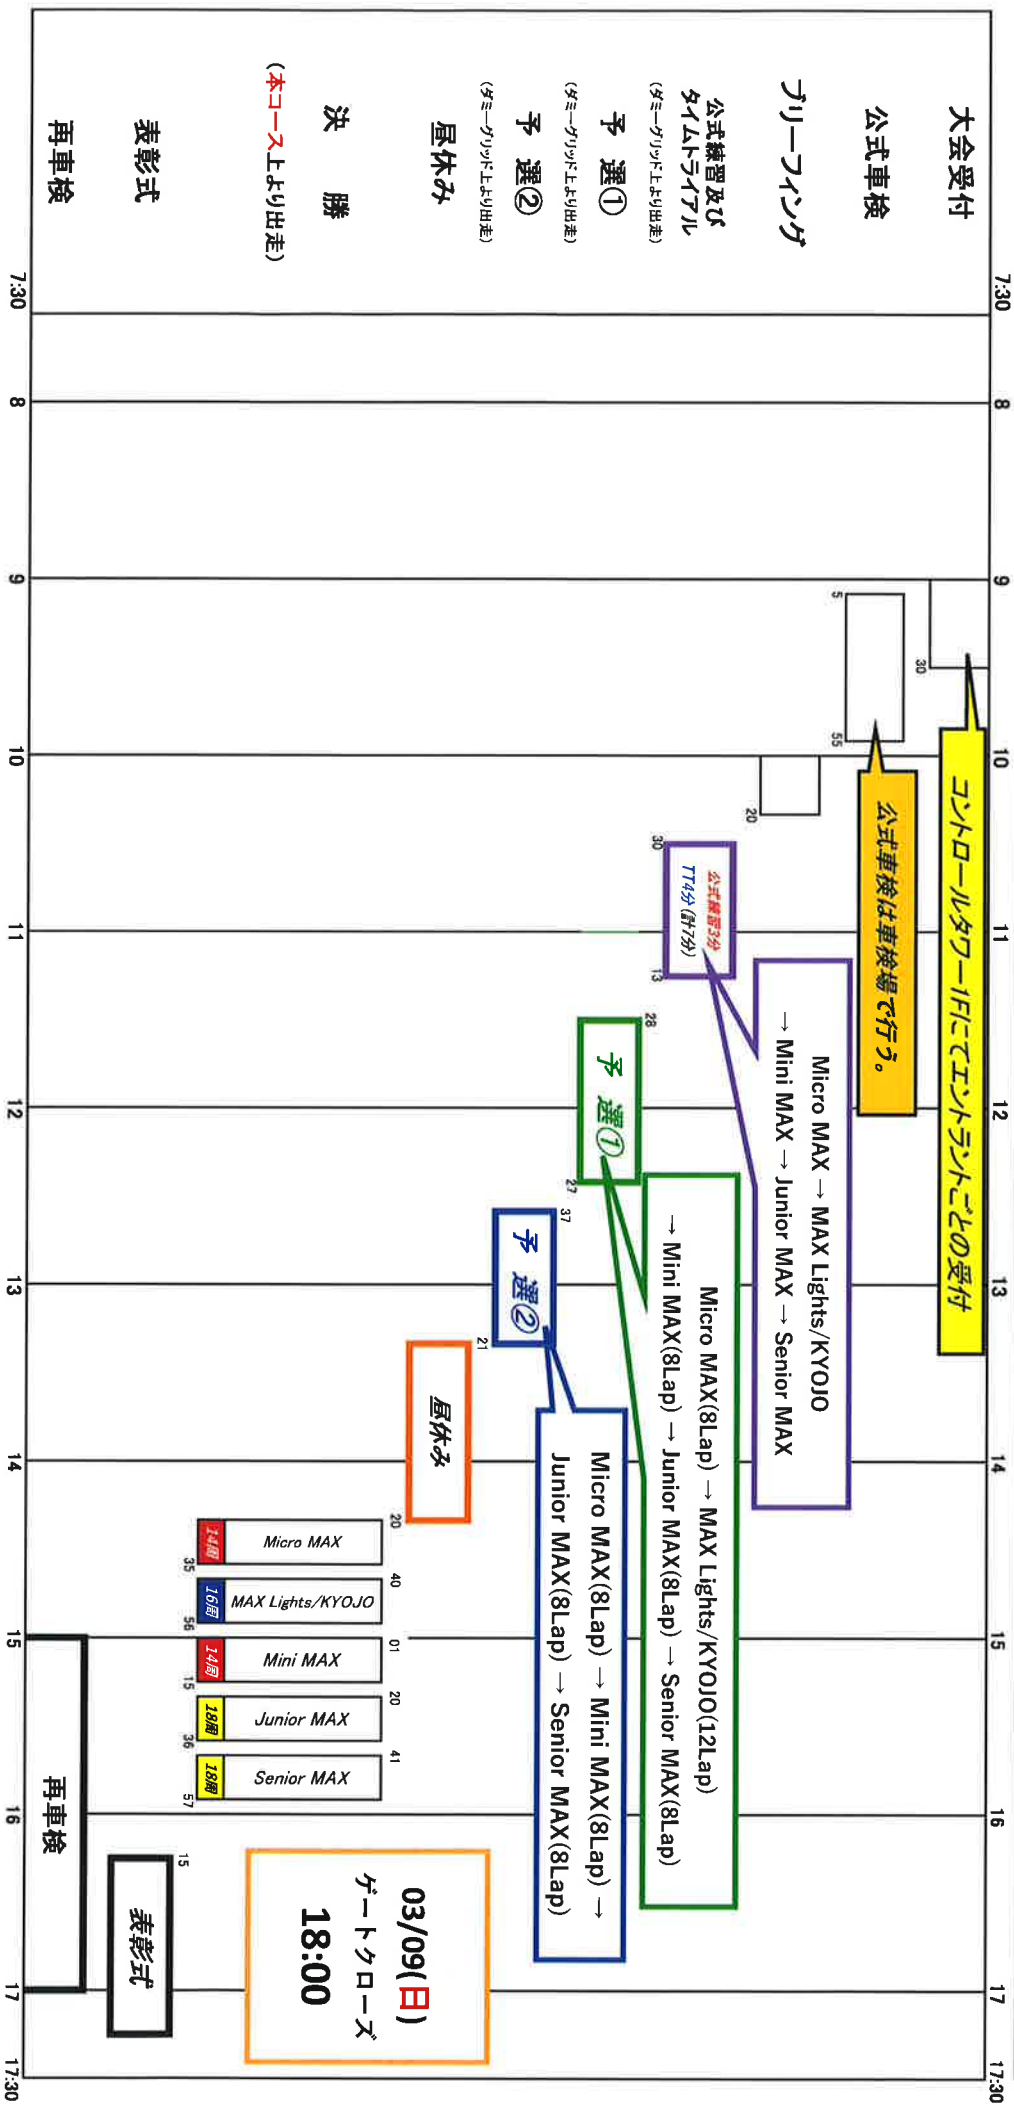 7:30
8
9
10
11
12
13
14
15
16
17
17:30
大会受付
30
コントロールタワー1Fにてエントラントごとの受付
公式車検
5
55
公式車検は車検場で行う。
ブリーフィング
20
公式練習及び
タイムトライアル
(ダミーグリッド上より出走)
30
13
公式練習3分
TT4分(計7分)
Micro MAX → MAX Lights/KYOJO
→ Mini MAX → Junior MAX → Senior MAX
予 選①
(ダミーグリッド上より出走)
28
27
予 選①
Micro MAX(8Lap) → MAX Lights/KYOJO(12Lap)
→ Mini MAX(8Lap) → Junior MAX(8Lap) → Senior MAX(8Lap)
予 選②
(ダミーグリッド上より出走)
37
予 選②
21
Micro MAX(8Lap) → Mini MAX(8Lap) →
Junior MAX(8Lap) → Senior MAX(8Lap)
昼休み
昼休み
20
決 勝
(本コース上より出走)
Micro MAX
14周
35
40
MAX Lights/KYOJO
16周
56
01
Mini MAX
14周
15
20
Junior MAX
18周
36
41
Senior MAX
18周
57
03/09(日)
ゲートクローズ
18:00
表彰式
15
表彰式
再車検
再車検
7:30
8
9
10
11
12
13
14
15
16
17
17:30